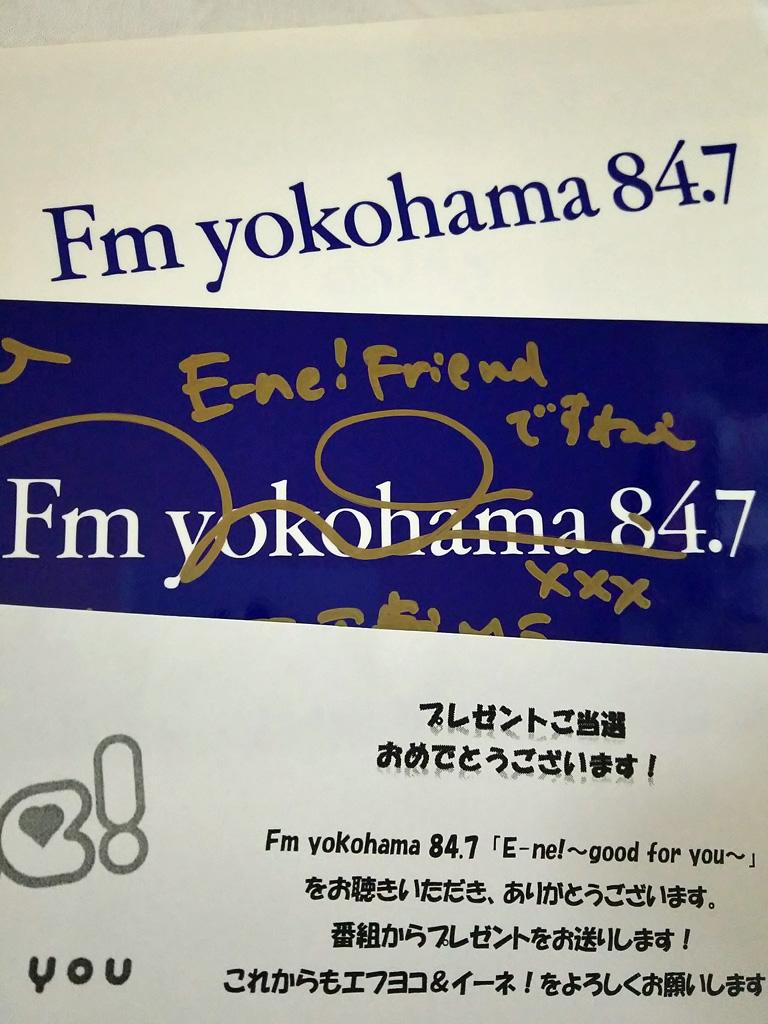 Fm yokohama 84.7
E-ne! Friend
ですねえ
Fm yokohama 84.7
xxx
プレゼントご当選
おめでとうございます！
Fm yokohama 84.7「E-ne!～good for you～」
をお聴きいただき、ありがとうございます。
番組からプレゼントをお送りします！
これからもエフヨコ＆イーネ！をよろしくお願いします
you